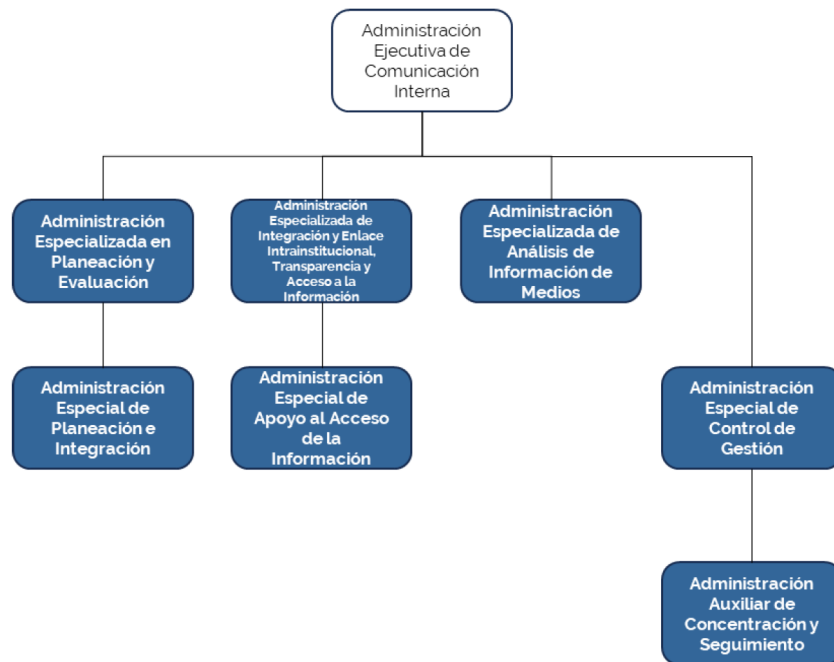 Administración
Ejecutiva de
Comunicación
Interna
Administración
Especializada en
Planeación y
Evaluación
Administración
Especializada de
Integración y Enlace
Intrainstitucional,
Transparencia y
Acceso a la
Información
Administración
Especializada de
Análisis de
Información de
Medios
Administración
Especial de
Planeación e
Integración
Administración
Especial de
Apoyo al Acceso
de la
Información
Administración
Especial de
Control de
Gestión
Administración
Auxiliar de
Concentración y
Seguimiento